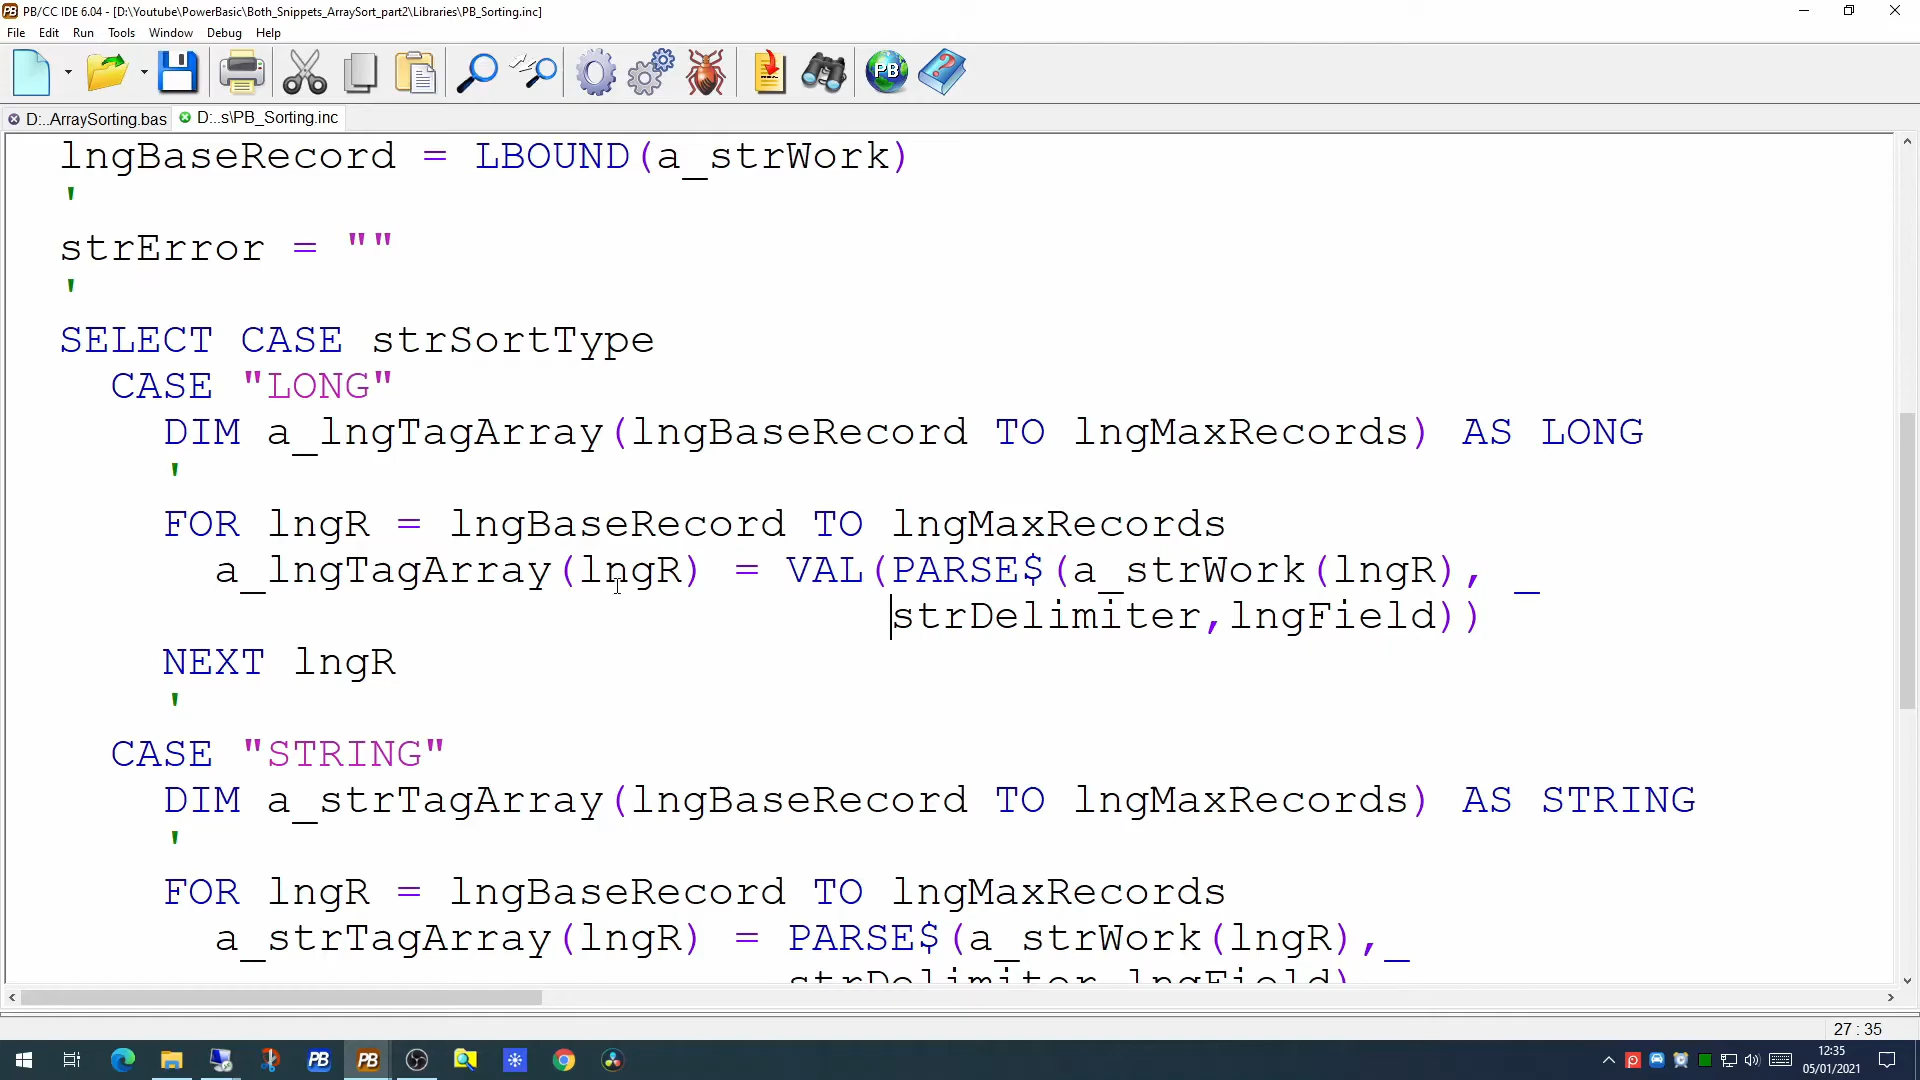 PB/CC IDE 6.04 - [D:\Youtube\PowerBasic\Both_Snippets_ArraySort_part2\Libraries\PB_Sorting.inc]
File Edit Run Tools Window Debug Help
D:..ArraySorting.bas D:..s\PB_Sorting.inc
lngBaseRecord = LBOUND(a_strWork)
'
strError = ""
'
SELECT CASE strSortType
CASE "LONG"
DIM a_lngTagArray(lngBaseRecord TO lngMaxRecords) AS LONG
'
FOR lngR = lngBaseRecord TO lngMaxRecords
a_lngTagArray(lngR) = VAL(PARSE$(a_strWork(lngR), _
strDelimiter,lngField))
NEXT lngR
'
CASE "STRING"
DIM a_strTagArray(lngBaseRecord TO lngMaxRecords) AS STRING
'
FOR lngR = lngBaseRecord TO lngMaxRecords
a_strTagArray(lngR) = PARSE$(a_strWork(lngR),_
strDelimiter,lngField)
27 : 35
12:35
05/01/2021